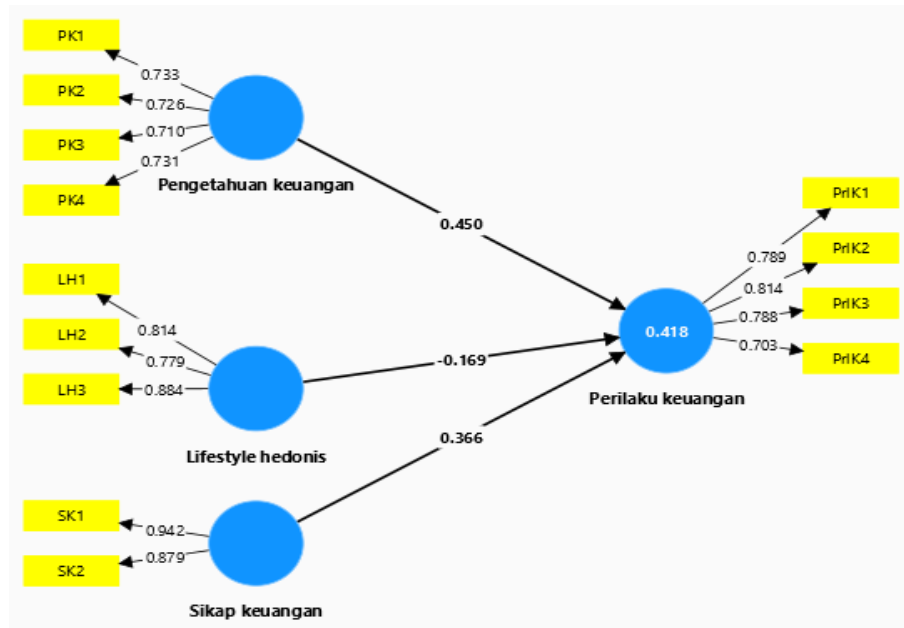 PK1
0.733
PK2
0.726
PK3
0.710
0.731
PK4
Pengetahuan keuangan
0.450
LH1
0.814
LH2
0.779
LH3
0.884
-0.169
Lifestyle hedonis
0.366
SK1
0.942
SK2
0.879
Sikap keuangan
0.418
Perilaku keuangan
PrlK1
0.789
PrlK2
0.814
PrlK3
0.788
PrlK4
0.703